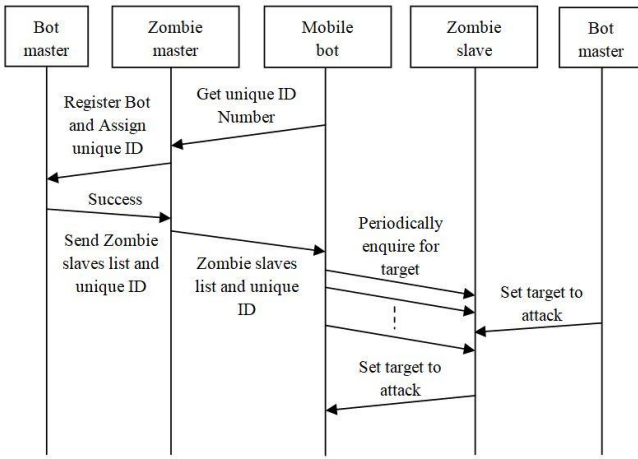 Bot
master
Zombie
master
Mobile
bot
Zombie
slave
Bot
master
Get unique ID
Number
Register Bot
and Assign
unique ID
Success
Send Zombie
slaves list and
unique ID
Zombie slaves
list and unique
ID
Periodically
enquire for
target
Set target to
attack
Set target to
attack